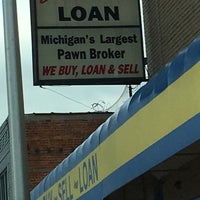 LOAN
Michigan's Largest
Pawn Broker
WE BUY, LOAN & SELL
SELL LOAN